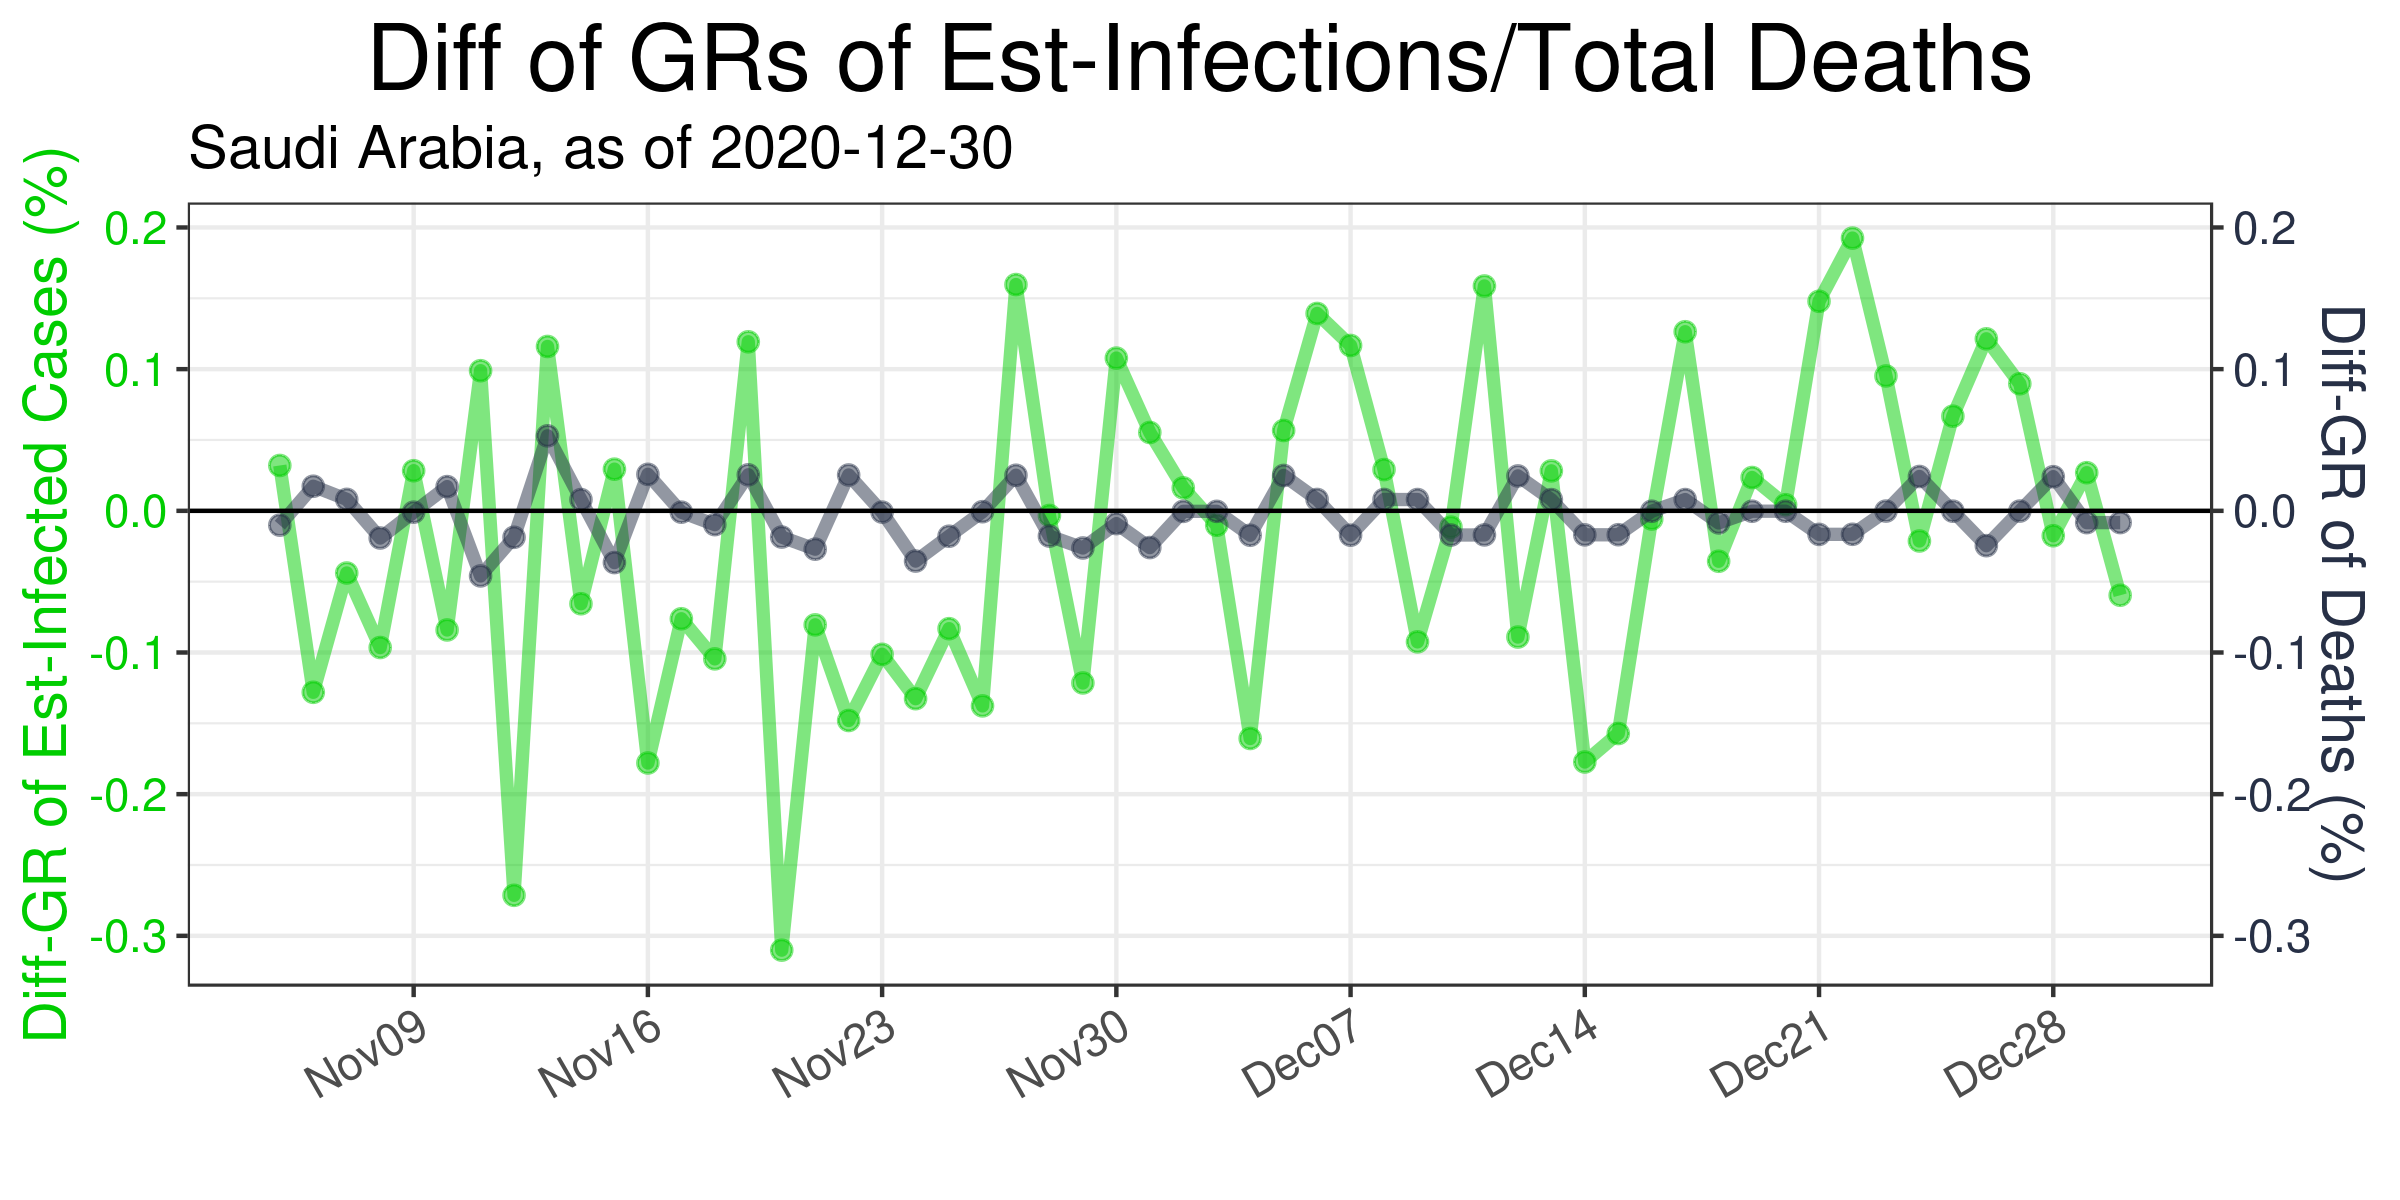 Diff of GRs of Est-Infections/Total Deaths
Saudi Arabia, as of 2020-12-30
Diff-GR of Est-Infected Cases (%)
0.2
0.1
0.0
-0.1
-0.2
-0.3
0.2
0.1
0.0
-0.1
-0.2
-0.3
Diff-GR of Deaths (%)
Nov09
Nov16
Nov23
Nov30
Dec07
Dec14
Dec21
Dec28